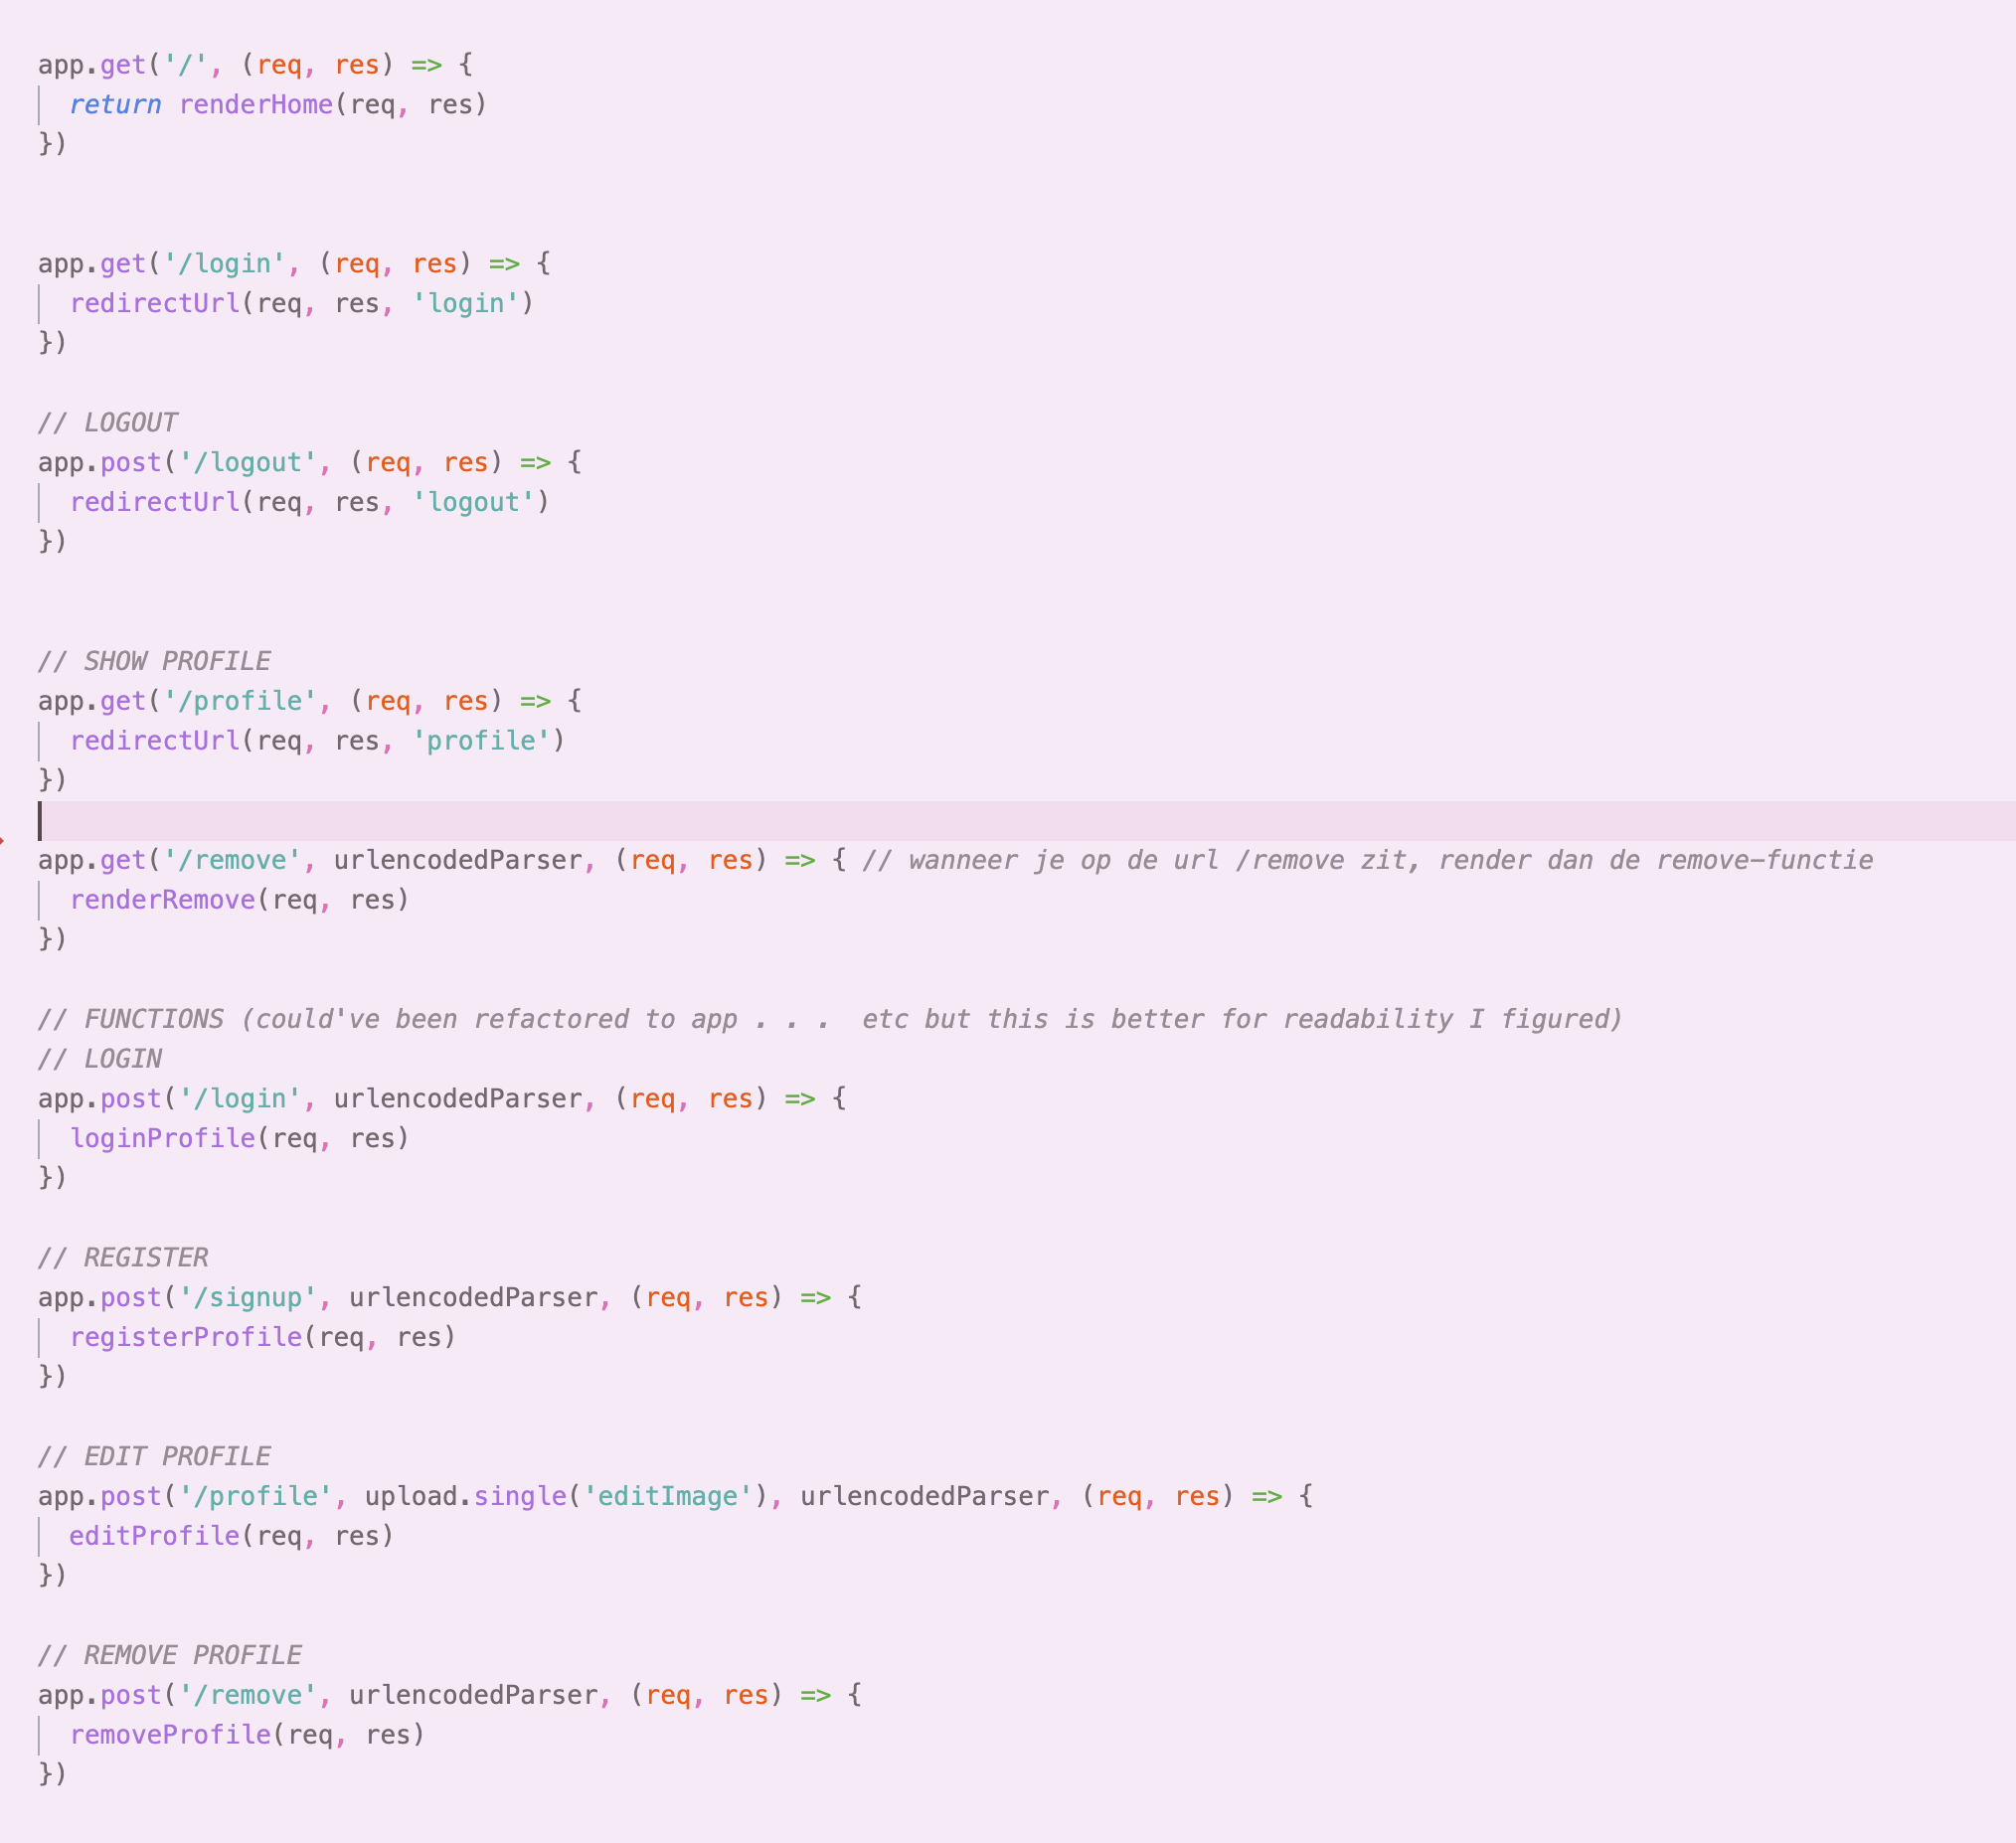 app.get('/', (req, res) => {
  return renderHome(req, res)
})
app.get('/login', (req, res) => {
  redirectUrl(req, res, 'login')
})
// LOGOUT
app.post('/logout', (req, res) => {
  redirectUrl(req, res, 'logout')
})
// SHOW PROFILE
app.get('/profile', (req, res) => {
  redirectUrl(req, res, 'profile')
})
app.get('/remove', urlencodedParser, (req, res) => { // wanneer je op de url /remove zit, render dan de remove-functie
  renderRemove(req, res)
})
// FUNCTIONS (could've been refactored to app . . .  etc but this is better for readability I figured)
// LOGIN
app.post('/login', urlencodedParser, (req, res) => {
  loginProfile(req, res)
})
// REGISTER
app.post('/signup', urlencodedParser, (req, res) => {
  registerProfile(req, res)
})
// EDIT PROFILE
app.post('/profile', upload.single('editImage'), urlencodedParser, (req, res) => {
  editProfile(req, res)
})
// REMOVE PROFILE
app.post('/remove', urlencodedParser, (req, res) => {
  removeProfile(req, res)
})